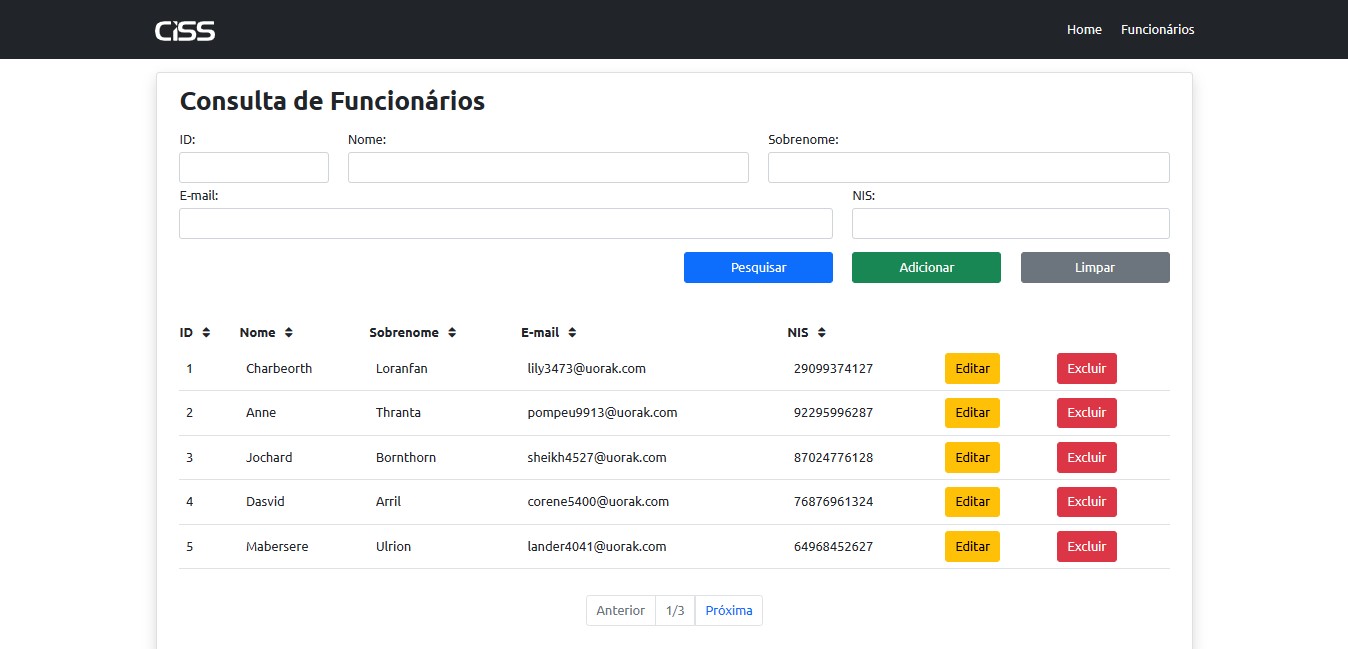 CISS Home Funcionários
Consulta de Funcionários
ID: Nome: Sobrenome:
E-mail: NIS:
Pesquisar Adicionar Limpar
ID Nome Sobrenome E-mail NIS
1 Charbeorth Loranfan lily3473@uorak.com 29099374127 Editar Excluir
2 Anne Thranta pompeu9913@uorak.com 92295996287 Editar Excluir
3 Jochard Bornthorn sheikh4527@uorak.com 87024776128 Editar Excluir
4 Dasvid Arril corene5400@uorak.com 76876961324 Editar Excluir
5 Mabersere Ulrion lander4041@uorak.com 64968452627 Editar Excluir
Anterior 1/3 Próxima